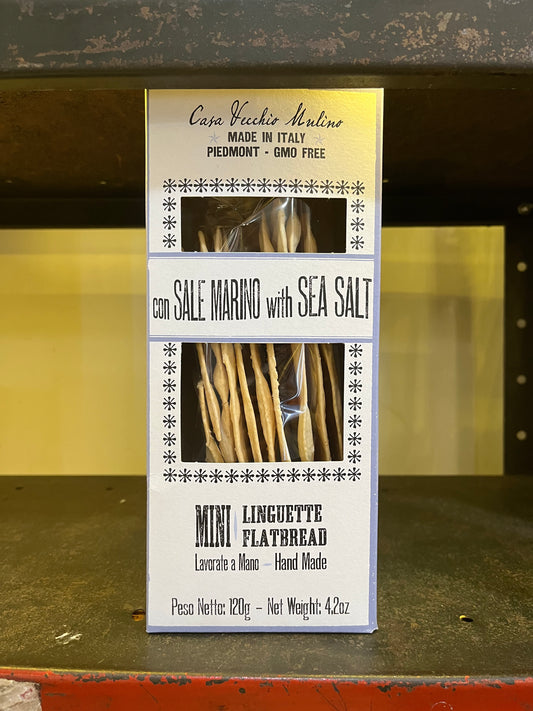 Casa Vecchio Mulino
MADE IN ITALY
PIEDMONT - GMO FREE
con SALE MARINO with SEA SALT
MINI LINGUETTE
FLATBREAD
Lavorate a Mano - Hand Made
Peso Netto: 120g - Net Weight: 4,2oz